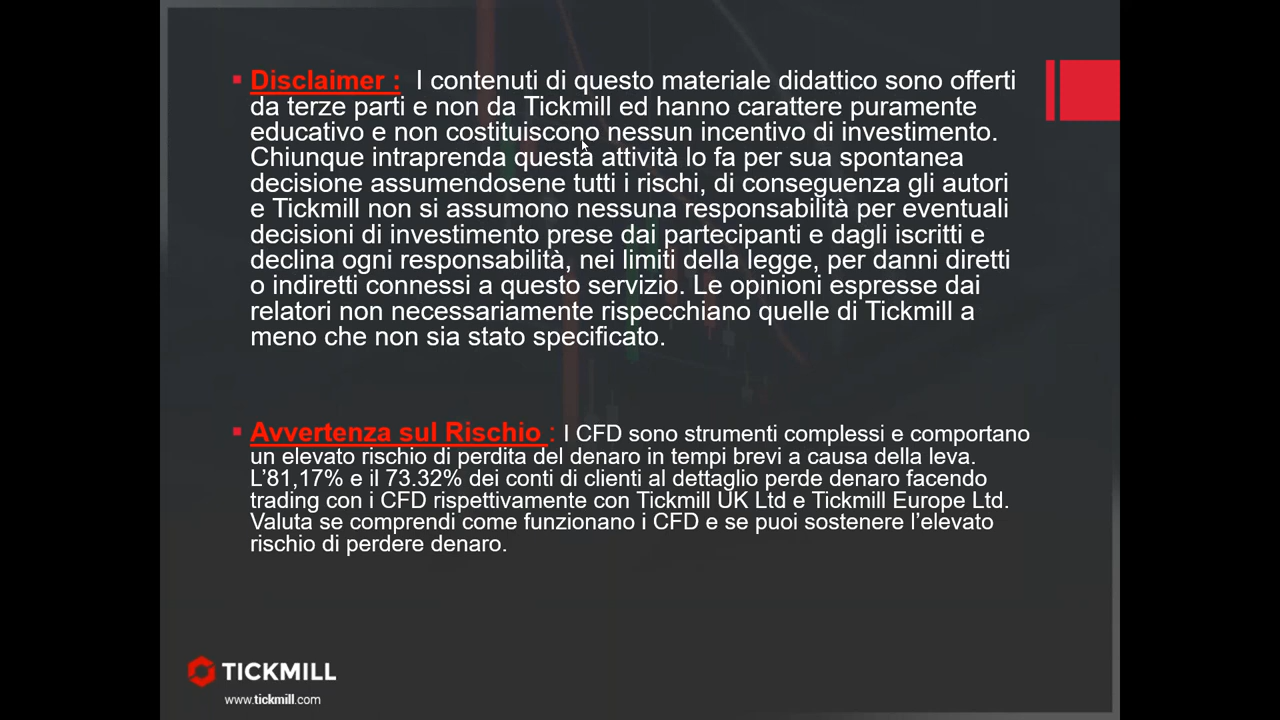 Disclaimer : I contenuti di questo materiale didattico sono offerti
da terze parti e non da Tickmill ed hanno carattere puramente
educativo e non costituiscono nessun incentivo di investimento.
Chiunque intraprenda questa attività lo fa per sua spontanea
decisione assumendosene tutti i rischi, di conseguenza gli autori
e Tickmill non si assumono nessuna responsabilità per eventuali
decisioni di investimento prese dai partecipanti e dagli iscritti e
declina ogni responsabilità, nei limiti della legge, per danni diretti
o indiretti connessi a questo servizio. Le opinioni espresse dai
relatori non necessariamente rispecchiano quelle di Tickmill a
meno che non sia stato specificato.
Avvertenza sul Rischio : I CFD sono strumenti complessi e comportano
un elevato rischio di perdita del denaro in tempi brevi a causa della leva.
L’81,17% e il 73.32% dei conti di clienti al dettaglio perde denaro facendo
trading con i CFD rispettivamente con Tickmill UK Ltd e Tickmill Europe Ltd.
Valuta se comprendi come funzionano i CFD e se puoi sostenere l’elevato
rischio di perdere denaro.
TICKMILL
www.tickmill.com